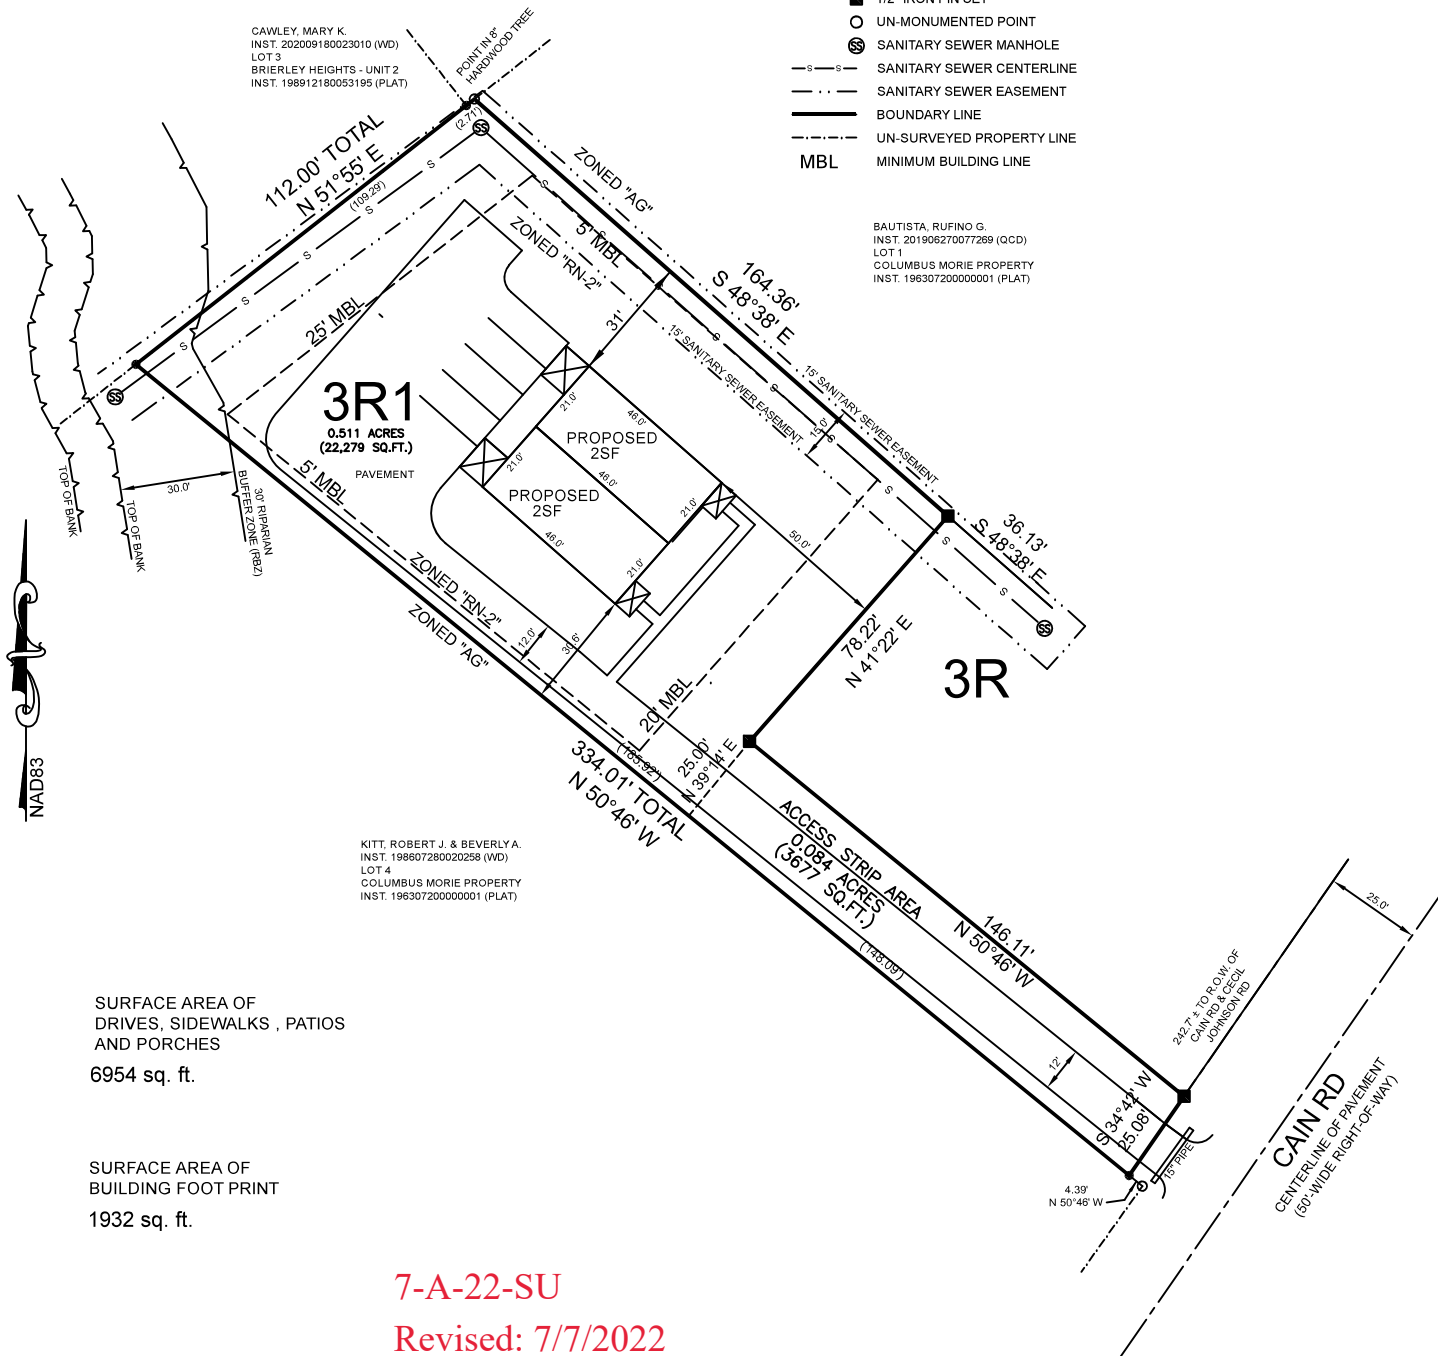 CAWLEY, MARY K.
INST. 202009180023010 (WD)
LOT 3
BRIERLEY HEIGHTS - UNIT 2
INST. 198912180053195 (PLAT)
POINT IN 8"
HARDWOOD TREE
UN-MONUMENTED POINT
SS SANITARY SEWER MANHOLE
S S SANITARY SEWER CENTERLINE
SANITARY SEWER EASEMENT
BOUNDARY LINE
UN-SURVEYED PROPERTY LINE
MBL MINIMUM BUILDING LINE
BAUTISTA, RUFINO G.
INST. 201906270077269 (QCD)
LOT 1
COLUMBUS MORIE PROPERTY
INST. 196307200000001 (PLAT)
112.00' TOTAL
N 51°55' E
(109.29')
(2.71')
SS
S
S
S
S
S
ZONED "AG"
ZONED "RN-2"
5' MBL
25' MBL
164.36'
S 48°38' E
31'
15' SANITARY SEWER EASEMENT
15' SANITARY SEWER EASEMENT
15.0'
S
S
S
S
S
S
SS
3R1
0.511 ACRES
(22,279 SQ.FT.)
PAVEMENT
5' MBL
PROPOSED
2SF
PROPOSED
2SF
21.0'
21.0'
46.0'
46.0'
46.0'
21.0'
21.0'
50.0'
TOP OF BANK
TOP OF BANK
30.0'
30' RIPARIAN
BUFFER ZONE (RBZ)
SS
36.13'
S 48°38' E
S
SS
3R
78.22'
N 41°22' E
ZONED "RN-2"
ZONED "AG"
12.0'
30.6'
20' MBL
25.00'
N 39°14' E
(185.92')
334.01' TOTAL
N 50°46' W
NAD83
KITT, ROBERT J. & BEVERLY A.
INST. 198607280020258 (WD)
LOT 4
COLUMBUS MORIE PROPERTY
INST. 196307200000001 (PLAT)
ACCESS STRIP AREA
0.084 ACRES
(3677 SQ.FT.)
146.11'
N 50°46' W
(148.09')
12'
25.0'
242.7' ± TO R.O.W. OF
CAIN RD & CECIL
JOHNSON RD
S 34°42' W
25.08'
15" PIPE
4.39'
N 50°46' W
CAIN RD
CENTERLINE OF PAVEMENT
(50'-WIDE RIGHT-OF-WAY)
SURFACE AREA OF
DRIVES, SIDEWALKS , PATIOS
AND PORCHES
6954 sq. ft.
SURFACE AREA OF
BUILDING FOOT PRINT
1932 sq. ft.
7-A-22-SU
Revised: 7/7/2022